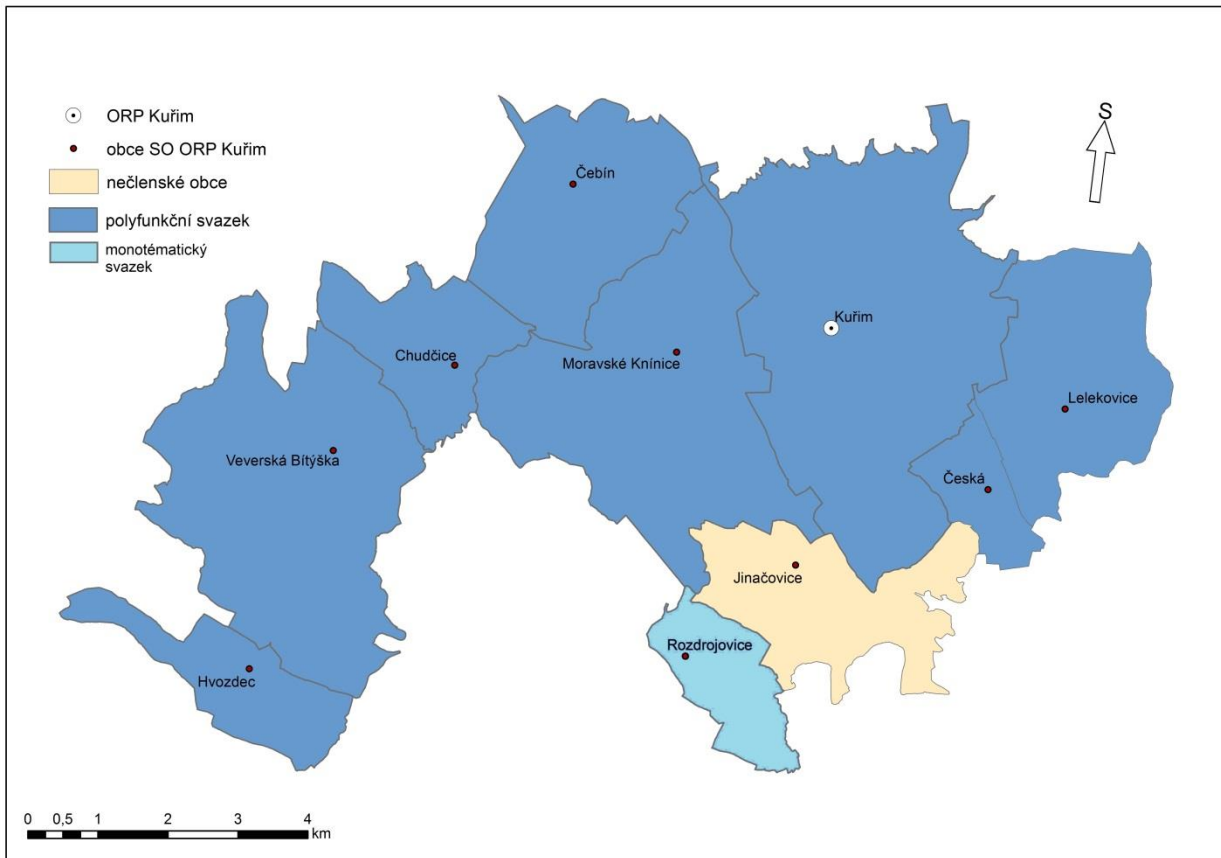 S
ORP Kuřim
obce SO ORP Kuřim
nečlenské obce
polyfunkční svazek
monotématický
svazek
Čebín
Kuřim
Chudčice
Moravské Knínice
Lelekovice
Veverská Bítýška
Česká
Jinačovice
Rozdrojovice
Hvozdec
0 0,5 1 2 3 4
km